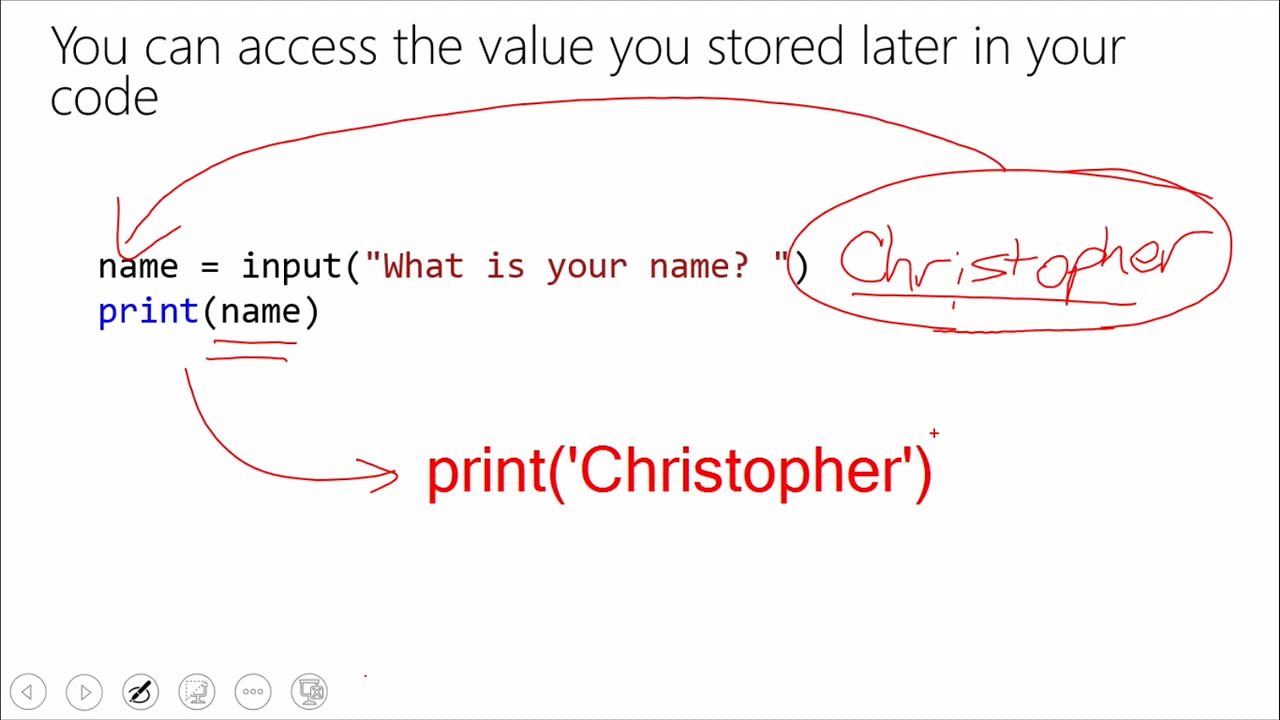 You can access the value you stored later in your
code
name = input("What is your name? ") Christopher
print(name)
print('Christopher')